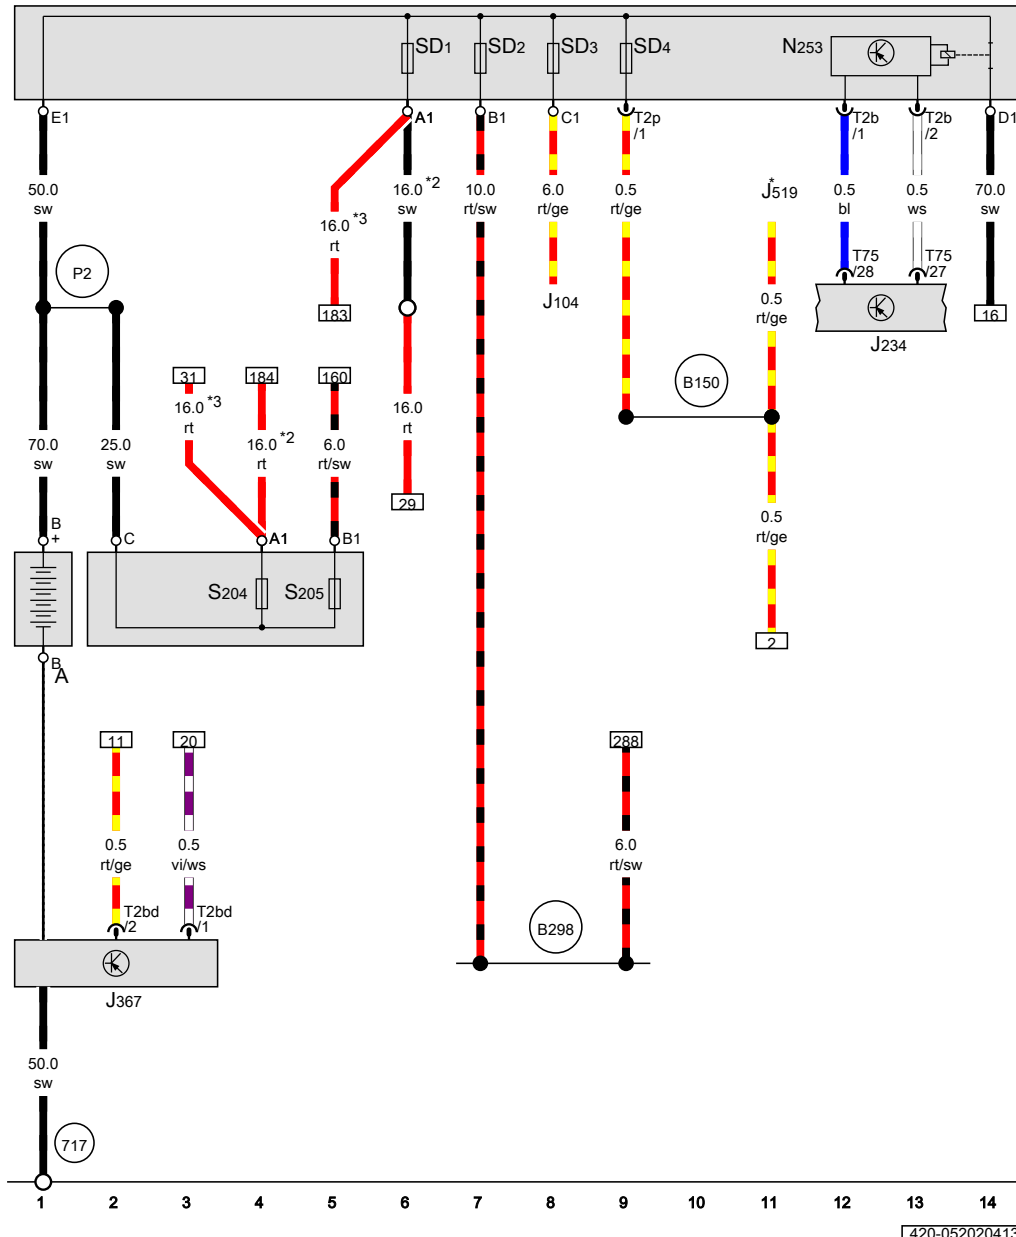 SD1 SD2 SD3 SD4 N253
E1 A1 B1 C1 T2p /1 T2b /1 T2b /2 D1
50.0 sw
16.0 *3 rt
16.0 *2 sw
10.0 rt/sw
6.0 rt/ge
0.5 rt/ge
J519 *
0.5 bl
0.5 ws
70.0 sw
P2
T75 /28
T75 /27
183
J104
0.5 rt/ge
16
J234
31 184 160
B150
16.0 *3 rt
16.0 *2 rt
6.0 rt/sw
16.0 rt
70.0 sw
25.0 sw
29
B +
C
A1
B1
0.5 rt/ge
S204 S205
2
B
A
11 20 288
0.5 rt/ge
0.5 vi/ws
6.0 rt/sw
T2bd /2
T2bd /1
B298
J367
50.0 sw
717
1 2 3 4 5 6 7 8 9 10 11 12 13 14
420-052020413